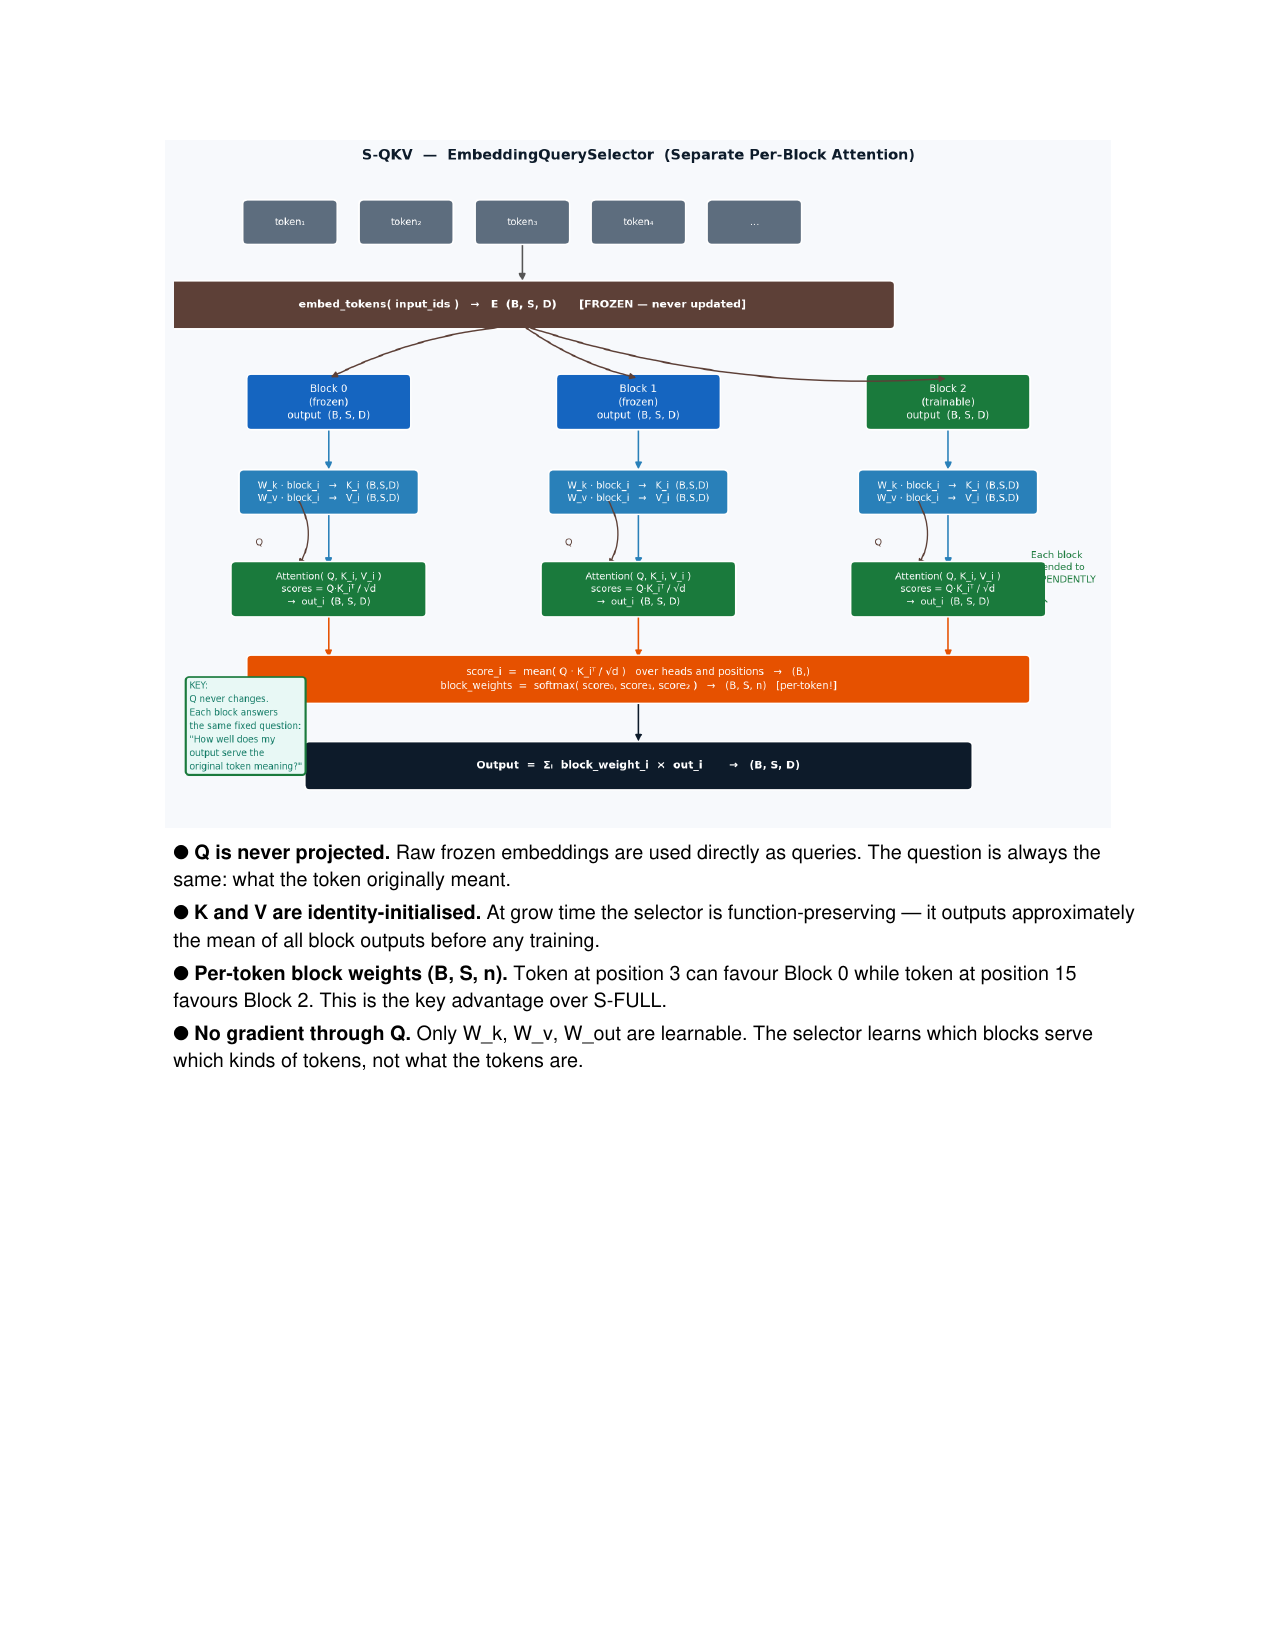 S-QKV — EmbeddingQuerySelector (Separate Per-Block Attention)
token₁ token₂ token₃ token₄ ...
embed_tokens( input_ids ) → E (B, S, D) [FROZEN — never updated]
Block 0
(frozen)
output (B, S, D)
Block 1
(frozen)
output (B, S, D)
Block 2
(trainable)
output (B, S, D)
W_k · block_i → K_i (B,S,D)
W_v · block_i → V_i (B,S,D)
W_k · block_i → K_i (B,S,D)
W_v · block_i → V_i (B,S,D)
W_k · block_i → K_i (B,S,D)
W_v · block_i → V_i (B,S,D)
Q
Q
Q
Attention( Q, K_i, V_i )
scores = Q·K_iᵀ / √d
→ out_i (B, S, D)
Attention( Q, K_i, V_i )
scores = Q·K_iᵀ / √d
→ out_i (B, S, D)
Attention( Q, K_i, V_i )
scores = Q·K_iᵀ / √d
→ out_i (B, S, D)
Each block
ended to
PENDENTLY
score_i = mean( Q · K_iᵀ / √d ) over heads and positions → (B,)
block_weights = softmax( score₀, score₁, score₂ ) → (B, S, n) [per-token!]
KEY:
Q never changes.
Each block answers
the same fixed question:
"How well does my
output serve the
original token meaning?"
Output = Σᵢ block_weight_i × out_i → (B, S, D)
● Q is never projected. Raw frozen embeddings are used directly as queries. The question is always the
same: what the token originally meant.
● K and V are identity-initialised. At grow time the selector is function-preserving — it outputs approximately
the mean of all block outputs before any training.
● Per-token block weights (B, S, n). Token at position 3 can favour Block 0 while token at position 15
favours Block 2. This is the key advantage over S-FULL.
● No gradient through Q. Only W_k, W_v, W_out are learnable. The selector learns which blocks serve
which kinds of tokens, not what the tokens are.